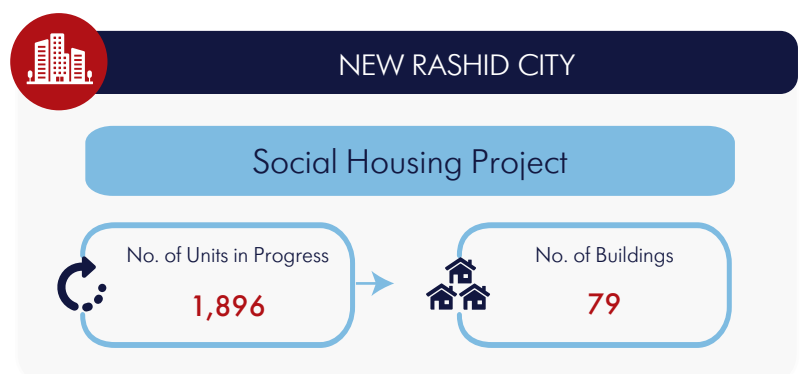 NEW RASHID CITY
Social Housing Project
No. of Units in Progress
1,896
No. of Buildings
79